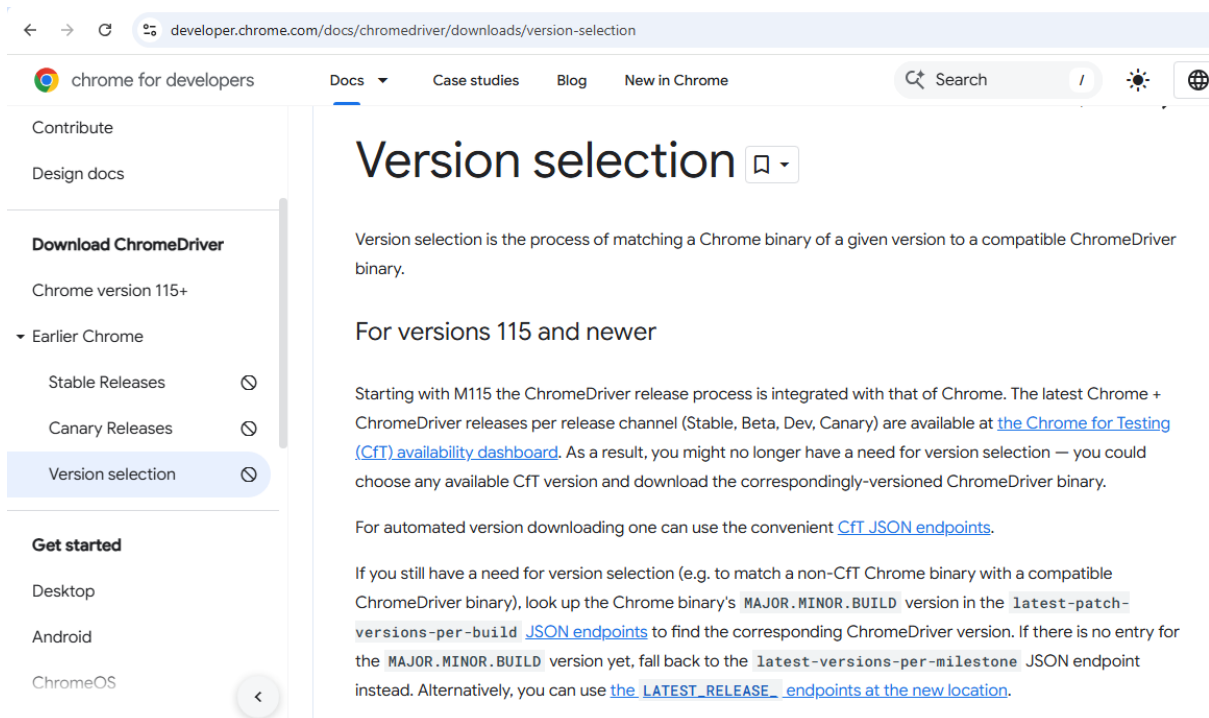 developer.chrome.com/docs/chromedriver/downloads/version-selection
chrome for developers
Docs
Case studies
Blog
New in Chrome
Search
/
Contribute
Design docs
Download ChromeDriver
Chrome version 115+
Earlier Chrome
Stable Releases
Canary Releases
Version selection
Get started
Desktop
Android
ChromeOS
Version selection
Version selection is the process of matching a Chrome binary of a given version to a compatible ChromeDriver
binary.
For versions 115 and newer
Starting with M115 the ChromeDriver release process is integrated with that of Chrome. The latest Chrome +
ChromeDriver releases per release channel (Stable, Beta, Dev, Canary) are available at the Chrome for Testing
(CfT) availability dashboard. As a result, you might no longer have a need for version selection — you could
choose any available CfT version and download the correspondingly-versioned ChromeDriver binary.
For automated version downloading one can use the convenient CfT JSON endpoints.
If you still have a need for version selection (e.g. to match a non-CfT Chrome binary with a compatible
ChromeDriver binary), look up the Chrome binary's MAJOR.MINOR.BUILD version in the latest-patch-
versions-per-build JSON endpoints to find the corresponding ChromeDriver version. If there is no entry for
the MAJOR.MINOR.BUILD version yet, fall back to the latest-versions-per-milestone JSON endpoint
instead. Alternatively, you can use the LATEST_RELEASE_ endpoints at the new location.